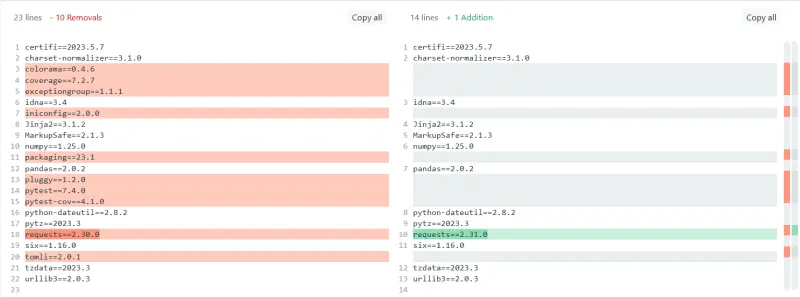 23 lines - 10 Removals Copy all
1 certifi==2023.5.7
2 charset-normalizer==3.1.0
3 colorama==0.4.6
4 coverage==7.2.7
5 exceptiongroup==1.1.1
6 idna==3.4
7 iniconfig==2.0.0
8 Jinja2==3.1.2
9 MarkupSafe==2.1.3
10 numpy==1.25.0
11 packaging==23.1
12 pandas==2.0.2
13 pluggy==1.2.0
14 pytest==7.4.0
15 pytest-cov==4.1.0
16 python-dateutil==2.8.2
17 pytz==2023.3
18 requests==2.30.0
19 six==1.16.0
20 tomli==2.0.1
21 tzdata==2023.3
22 urllib3==2.0.3
23
14 lines + 1 Addition Copy all
1 certifi==2023.5.7
2 charset-normalizer==3.1.0
3 idna==3.4
4 Jinja2==3.1.2
5 MarkupSafe==2.1.3
6 numpy==1.25.0
7 pandas==2.0.2
8 python-dateutil==2.8.2
9 pytz==2023.3
10 requests==2.31.0
11 six==1.16.0
12 tzdata==2023.3
13 urllib3==2.0.3
14